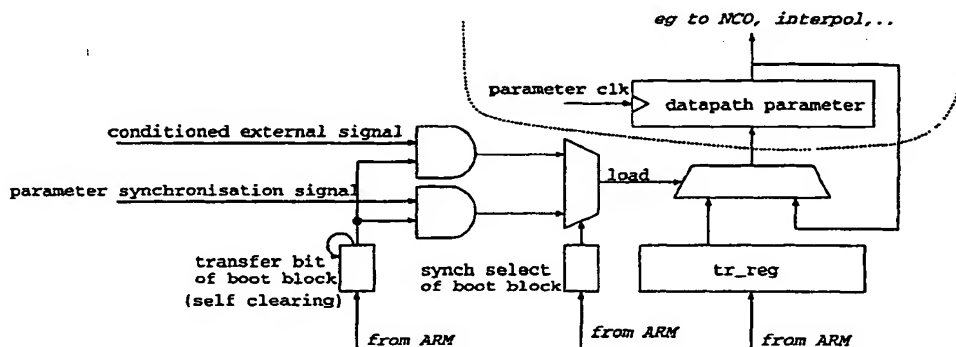 eg to NCO, interpol,..
parameter clk
datapath parameter
conditioned external signal
load
parameter synchronisation signal
transfer bit
of boot block
(self clearing)
synch select
of boot block
tr_reg
from ARM
from ARM
from ARM